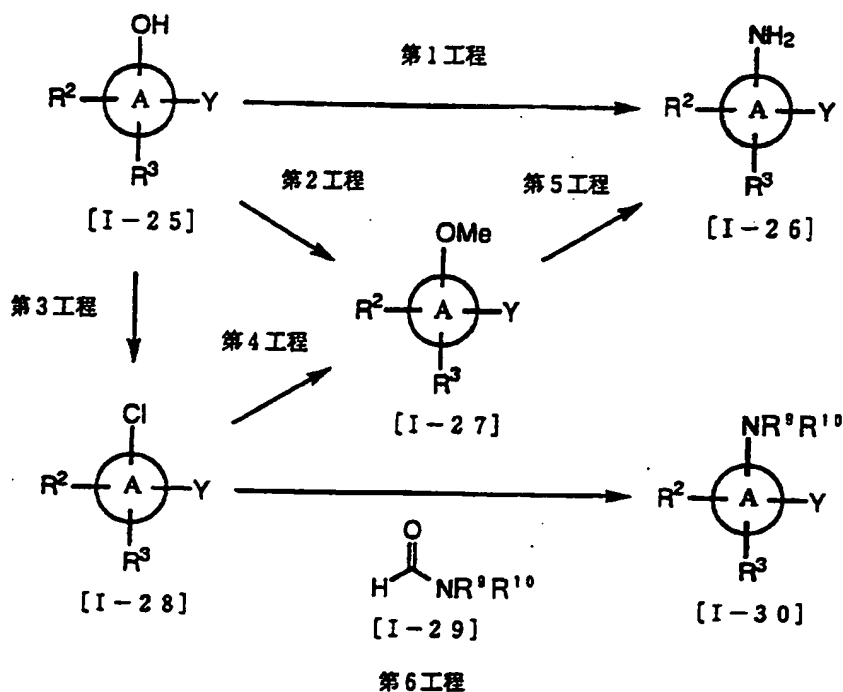 OH
第1工程
NH₂
R²
A
Y
R²
A
Y
R³
R³
第2工程
第5工程
[I-25]
OMe
[I-26]
第3工程
R²
A
Y
第4工程
R³
Cl
[I-27]
NR⁹R¹⁰
R²
A
Y
R²
A
Y
R³
O
R³
H
NR⁹R¹⁰
[I-28]
[I-29]
[I-30]
第6工程